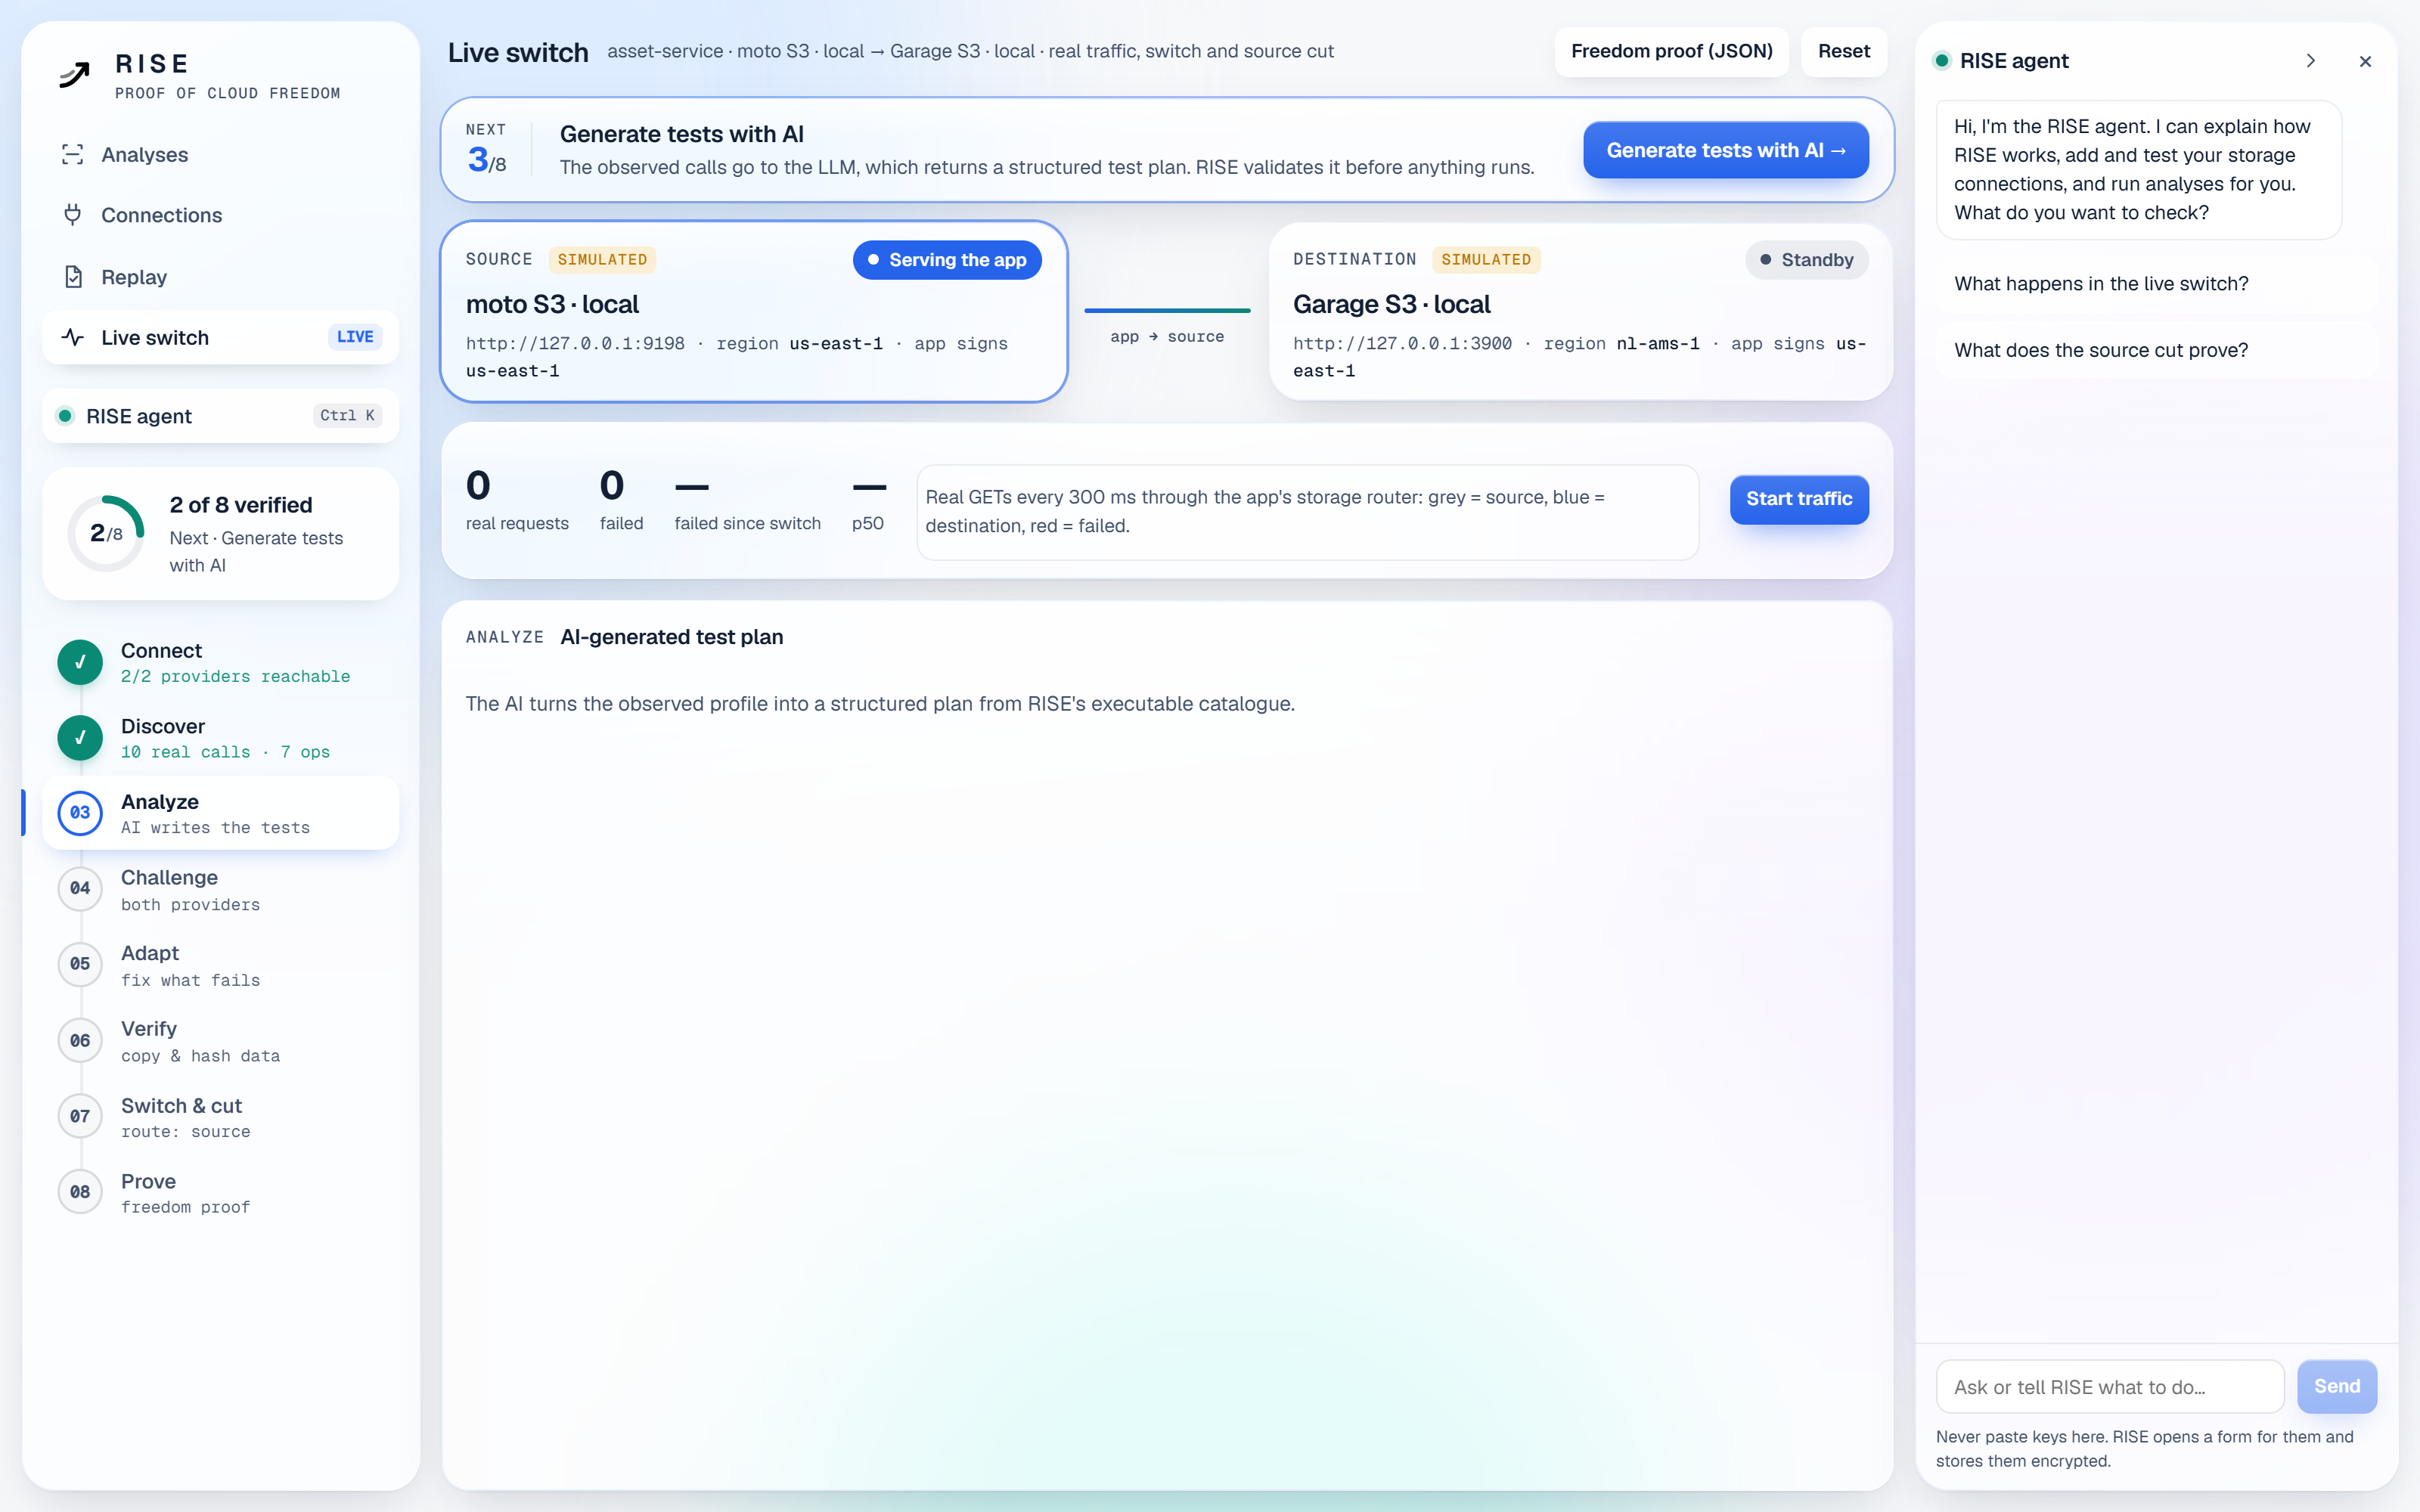 RISE
PROOF OF CLOUD FREEDOM
Analyses
Connections
Replay
Live switch
LIVE
RISE agent
Ctrl K
2/8
2 of 8 verified
Next · Generate tests
with AI
Connect
2/2 providers reachable
Discover
10 real calls · 7 ops
03
Analyze
AI writes the tests
04
Challenge
both providers
05
Adapt
fix what fails
06
Verify
copy & hash data
07
Switch & cut
route: source
08
Prove
freedom proof
Live switch
asset-service · moto S3 · local → Garage S3 · local · real traffic, switch and source cut
Freedom proof (JSON)
Reset
NEXT
3/8
Generate tests with AI
The observed calls go to the LLM, which returns a structured test plan. RISE validates it before anything runs.
Generate tests with AI →
SOURCE
SIMULATED
Serving the app
moto S3 · local
http://127.0.0.1:9198 · region us-east-1 · app signs
us-east-1
app → source
DESTINATION
SIMULATED
Standby
Garage S3 · local
http://127.0.0.1:3900 · region nl-ams-1 · app signs us-
east-1
0
real requests
0
failed
—
failed since switch
—
p50
Real GETs every 300 ms through the app's storage router: grey = source, blue =
destination, red = failed.
Start traffic
ANALYZE
AI-generated test plan
The AI turns the observed profile into a structured plan from RISE's executable catalogue.
RISE agent
Hi, I'm the RISE agent. I can explain how
RISE works, add and test your storage
connections, and run analyses for you.
What do you want to check?
What happens in the live switch?
What does the source cut prove?
Ask or tell RISE what to do...
Send
Never paste keys here. RISE opens a form for them and
stores them encrypted.